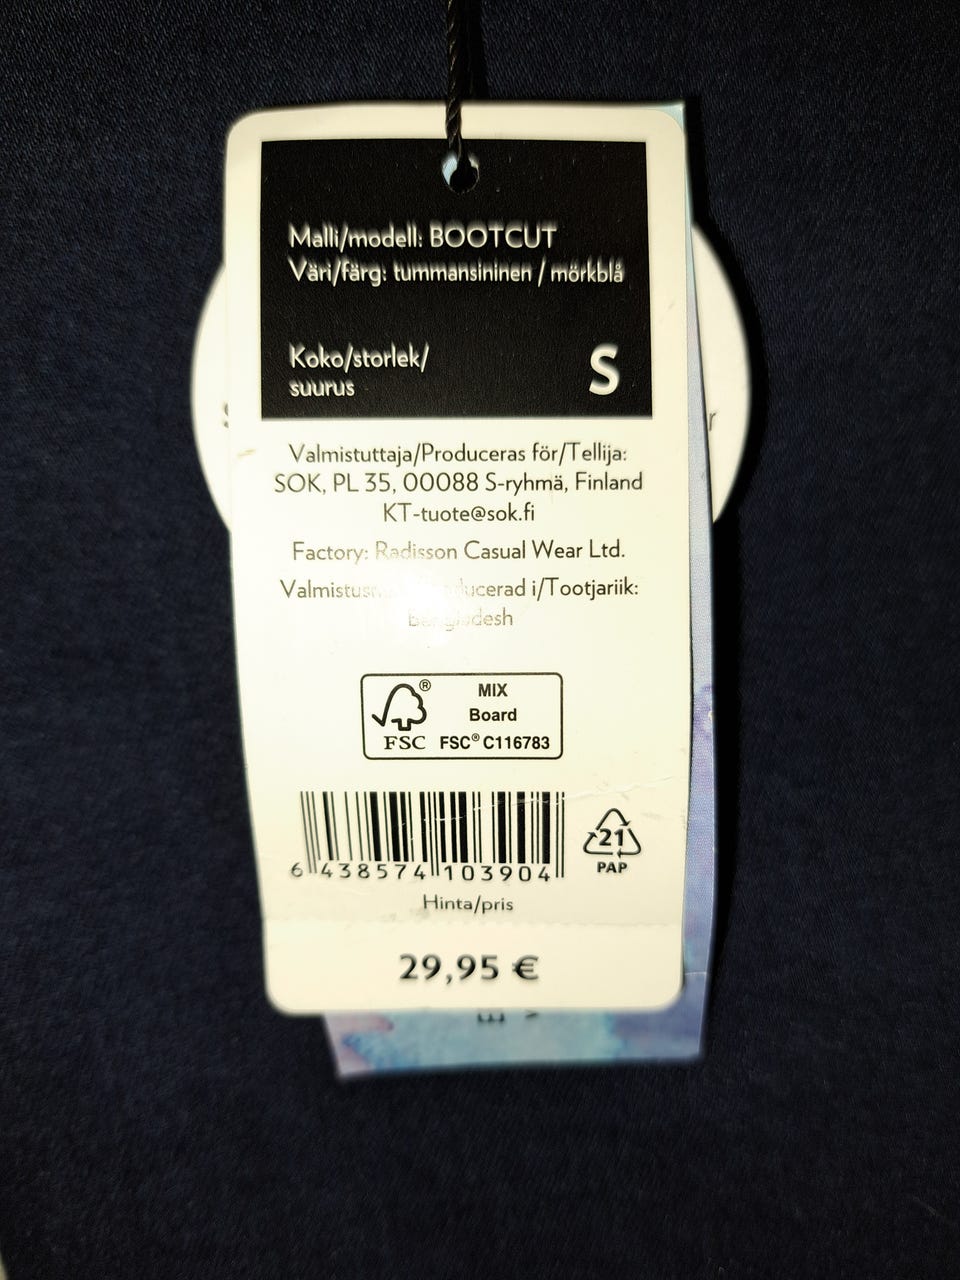 Malli/modell: BOOTCUT
Väri/färg: tummansininen / mörkblå
Koko/storlek/
suurus
S
Valmistuttaja/Produceras för/Tellija:
SOK, PL 35, 00088 S-ryhmä, Finland
KT-tuote@sok.fi
Factory: Radisson Casual Wear Ltd.
i/Tootjariik:
Bangladesh
FSC®
MIX
Board
FSC® C116783
6 438574 103904
21
PAP
Hinta/pris
29,95 €